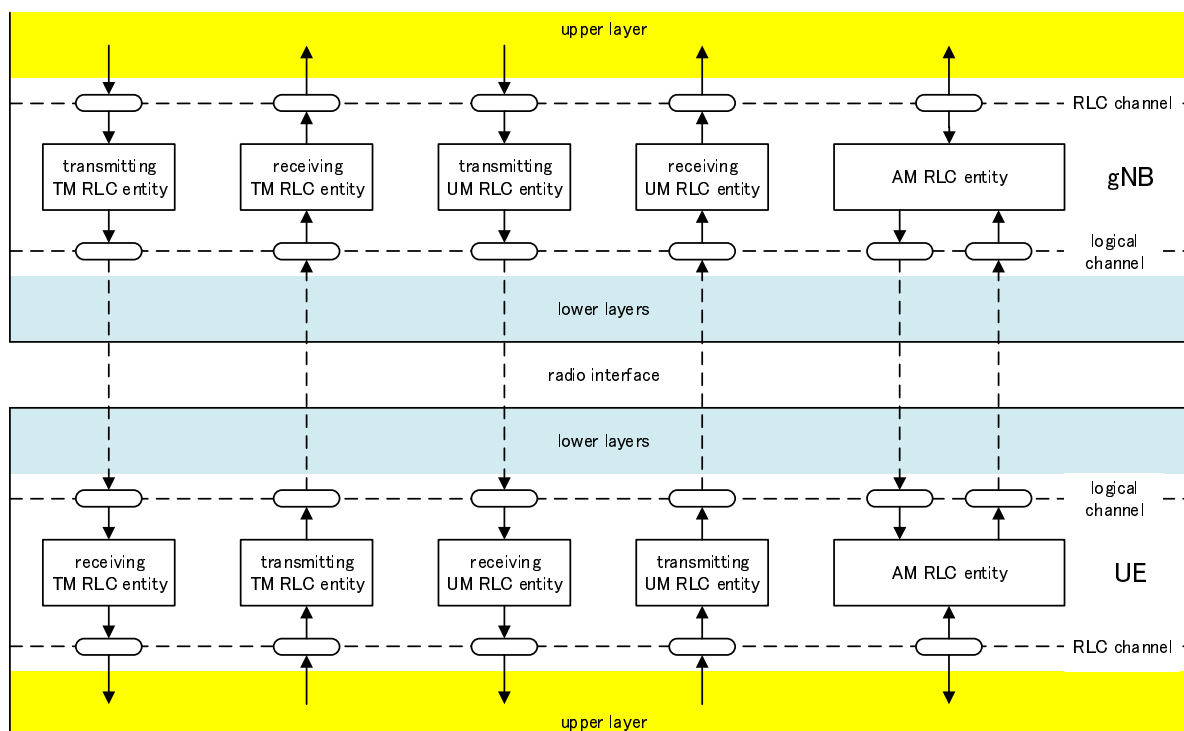 upper layer
RLC channel
transmitting
TM RLC entity
receiving
TM RLC entity
transmitting
UM RLC entity
receiving
UM RLC entity
AM RLC entity
gNB
logical
channel
lower layers
radio interface
lower layers
logical
channel
receiving
TM RLC entity
transmitting
TM RLC entity
receiving
UM RLC entity
transmitting
UM RLC entity
AM RLC entity
UE
RLC channel
upper layer